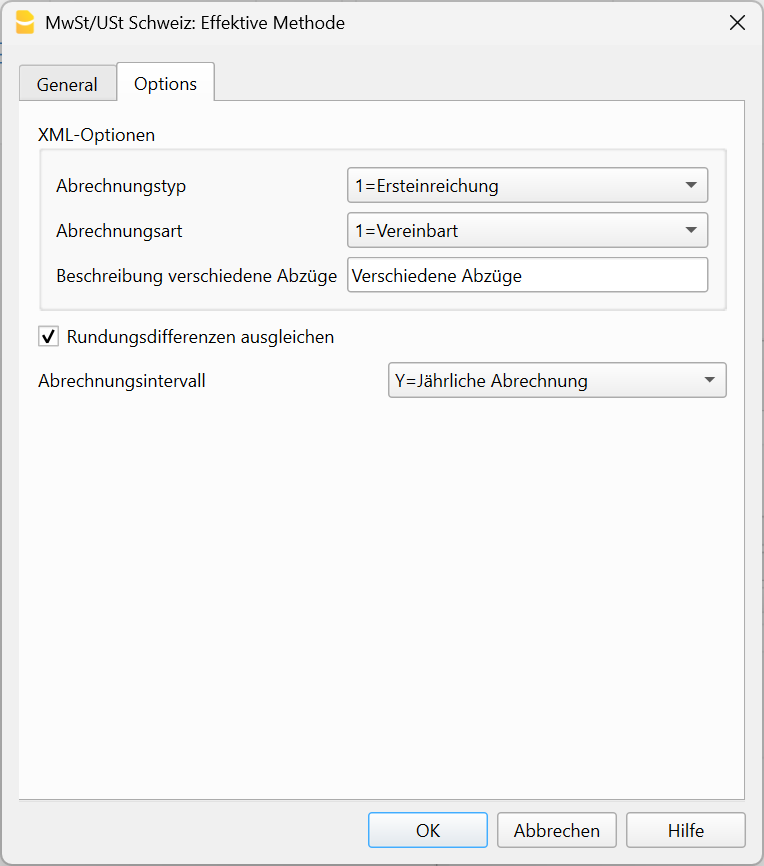 MwSt/USt Schweiz: Effektive Methode
General
Options
XML-Optionen
Abrechnungstyp
1=Ersteinreichung
Abrechnungsart
1=Vereinbart
Beschreibung verschiedene Abzüge
Verschiedene Abzüge
Rundungsdifferenzen ausgleichen
Abrechnungsintervall
Y=Jährliche Abrechnung
OK
Abbrechen
Hilfe